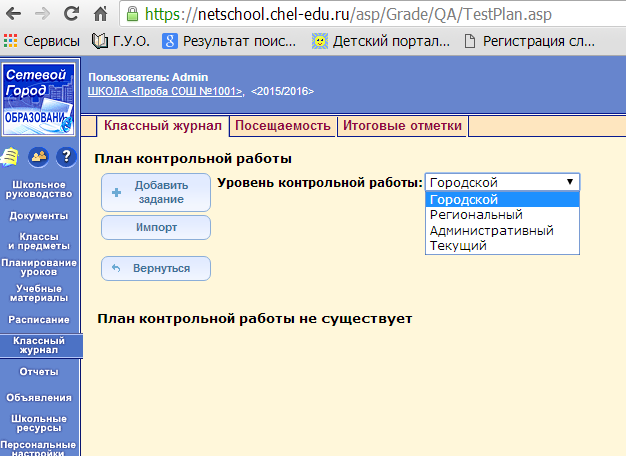 https://netschool.chel-edu.ru/asp/Grade/QA/TestPlan.asp
Сервисы Г.У.О. Результат поис... Детский портал... Регистрация сл...
Сетевой
Город
ОБРАЗОВАНИ
Пользователь: Admin
ШКОЛА <Проба СОШ №1001>, <2015/2016>
Классный журнал Посещаемость Итоговые отметки
План контрольной работы
Добавить
задание
Уровень контрольной работы: Городской
Городской
Региональный
Административный
Текущий
Импорт
Вернуться
План контрольной работы не существует
?
Школьное
руководство
Документы
Классы
и предметы
Планирование
уроков
Учебные
материалы
Расписание
Классный
журнал
Отчеты
Объявления
Школьные
ресурсы
Персональные
настройки